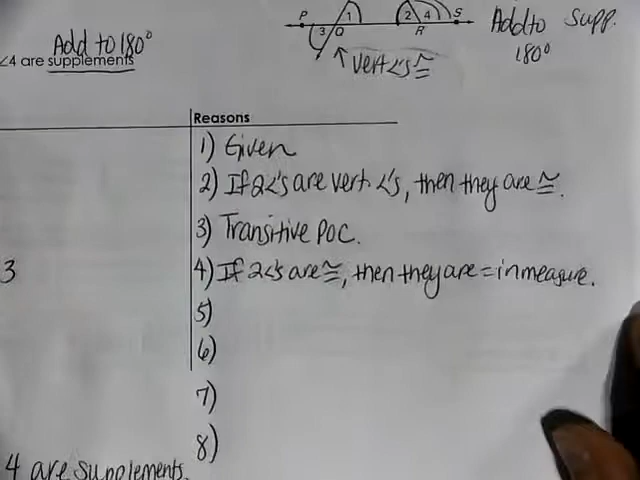 P 3 Q 1 2 4 S R
Add to Supp.
180°
Add to 180°
∠4 are supplements
vert ∠'s ≅
Reasons
1) Given
2) If 2∠'s are vert. ∠'s, then they are ≅.
3) Transitive POC.
3
4) If 2∠'s are ≅, then they are = in measure.
5)
6)
7)
8)
4 are supplements.